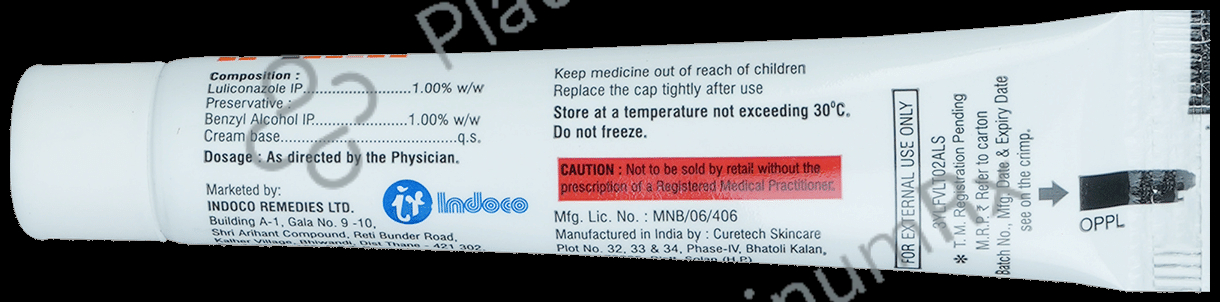 Composition :
Luliconazole IP......................1.00% w/w
Preservative :
Benzyl Alcohol IP...................1.00% w/w
Cream base...............................q.s.
Dosage : As directed by the Physician.
Marketed by:
INDOCO REMEDIES LTD.
Building A-1, Gala No. 9 -10,
Shri Arihant Compound, Reti Bunder Road,
Kalher Village, Bhiwandi, Dist Thane - 421 302.
Indoco
Keep medicine out of reach of children
Replace the cap tightly after use
Store at a temperature not exceeding 30°C.
Do not freeze.
CAUTION : Not to be sold by retail without the
prescription of a Registered Medical Practitioner.
Mfg. Lic. No. : MNB/06/406
Manufactured in India by : Curetech Skincare
Plot No. 32, 33 & 34, Phase-IV, Bhatoli Kalan,
Solan (H.P)
FOR EXTERNAL USE ONLY
3YLFYLT02ALS
* T. M. Registration Pending
M.R.P. : Refer to carton
Batch No., Mfg. Date & Expiry Date
see on the crimp.
OPPL